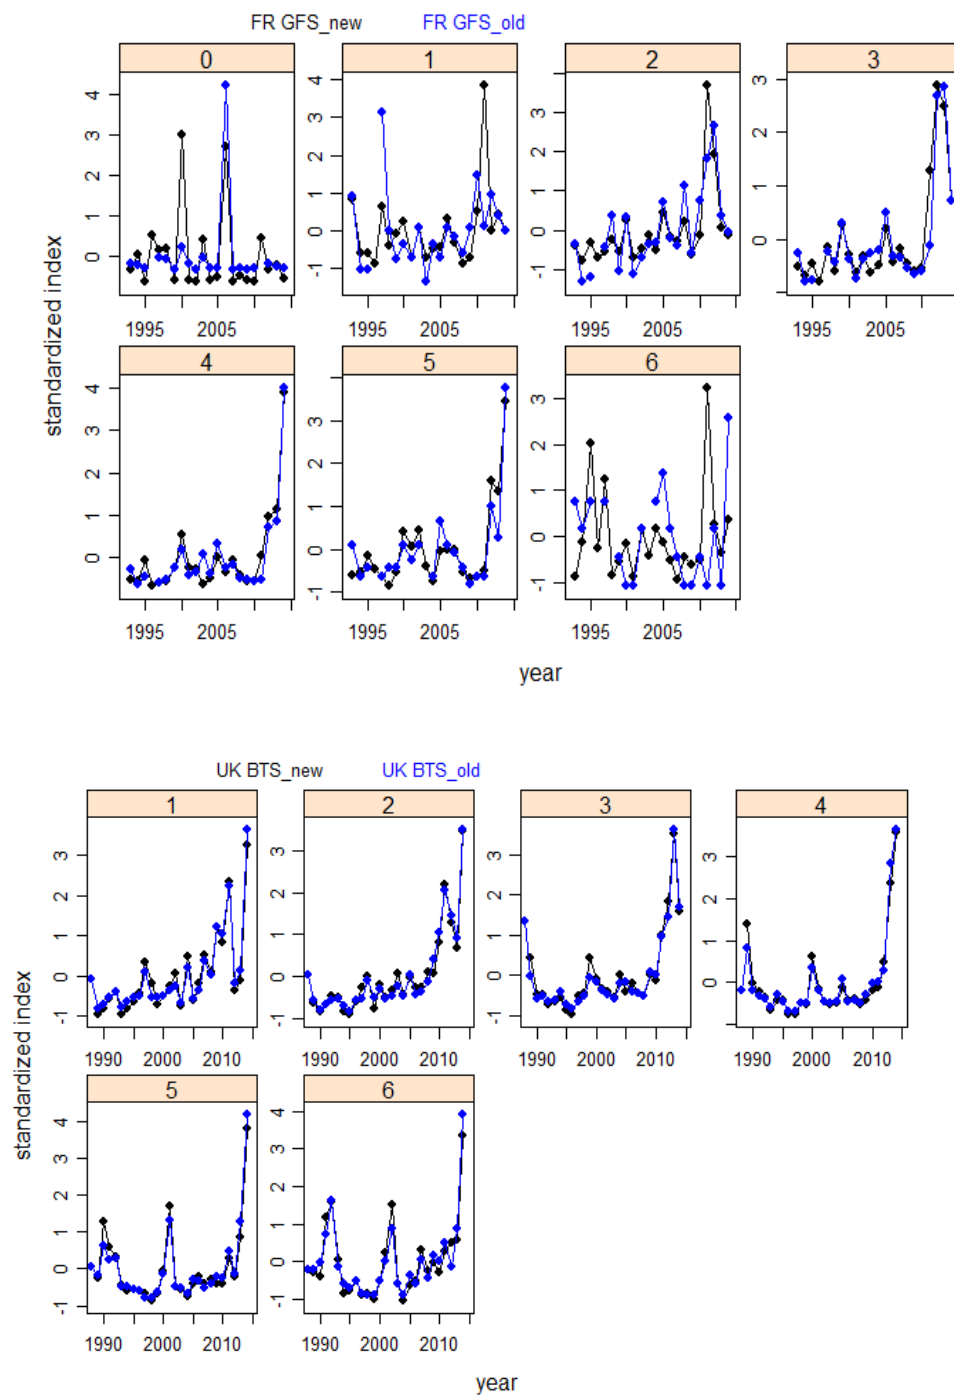 FR GFS_new FR GFS_old
0 1 2 3
4 3 2 1 0
4 3 2 1 0 -1
3 2 1 0 -1
3 2 1 0
1995 2005 1995 2005 1995 2005 1995 2005
standardized index
4 5 6
4 3 2 1 0
3 2 1 0 -1
3 2 1 0 -1
1995 2005 1995 2005 1995 2005
year
UK BTS_new UK BTS_old
1 2 3 4
3 2 1 0 -1
3 2 1 0 -1
3 2 1 0 -1
3 2 1 0
1990 2000 2010 1990 2000 2010 1990 2000 2010 1990 2000 2010
standardized index
5 6
4 3 2 1 0 -1
4 3 2 1 0 -1
1990 2000 2010 1990 2000 2010
year